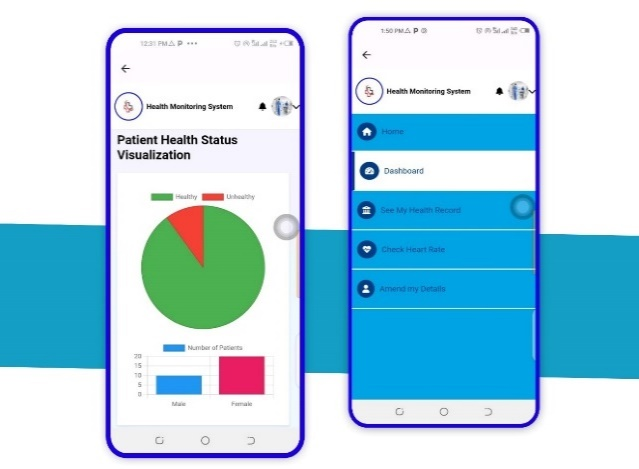 12:31 PM
Health Monitoring System
Patient Health Status
Visualization
Healthy Unhealthy
Number of Patients
20
15
10
5
0
Male Female
1:50 PM
Health Monitoring System
Home
Dashboard
See My Health Record
Check Heart Rate
Amend my Details